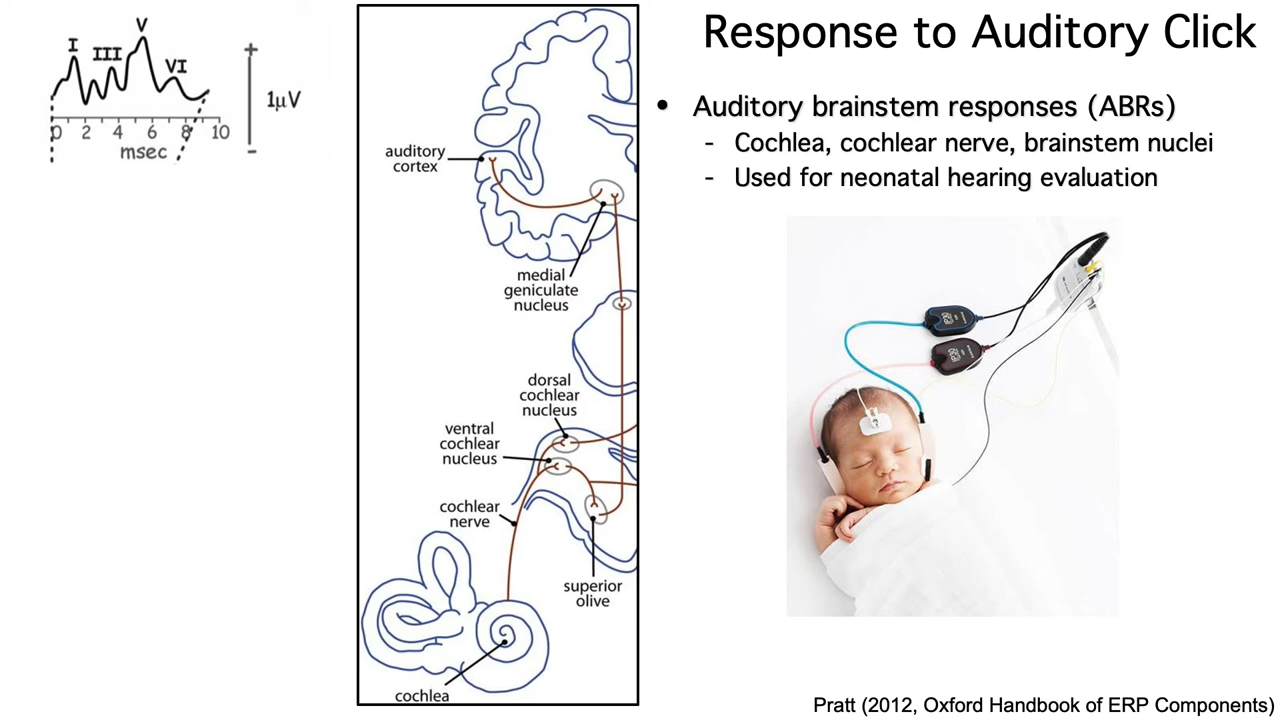 Response to Auditory Click
V
I
III
VI
+
1µV
-
0 2 4 6 8 10
msec
auditory
cortex
medial
geniculate
nucleus
dorsal
cochlear
nucleus
ventral
cochlear
nucleus
cochlear
nerve
superior
olive
cochlea
• Auditory brainstem responses (ABRs)
- Cochlea, cochlear nerve, brainstem nuclei
- Used for neonatal hearing evaluation
Pratt (2012, Oxford Handbook of ERP Components)